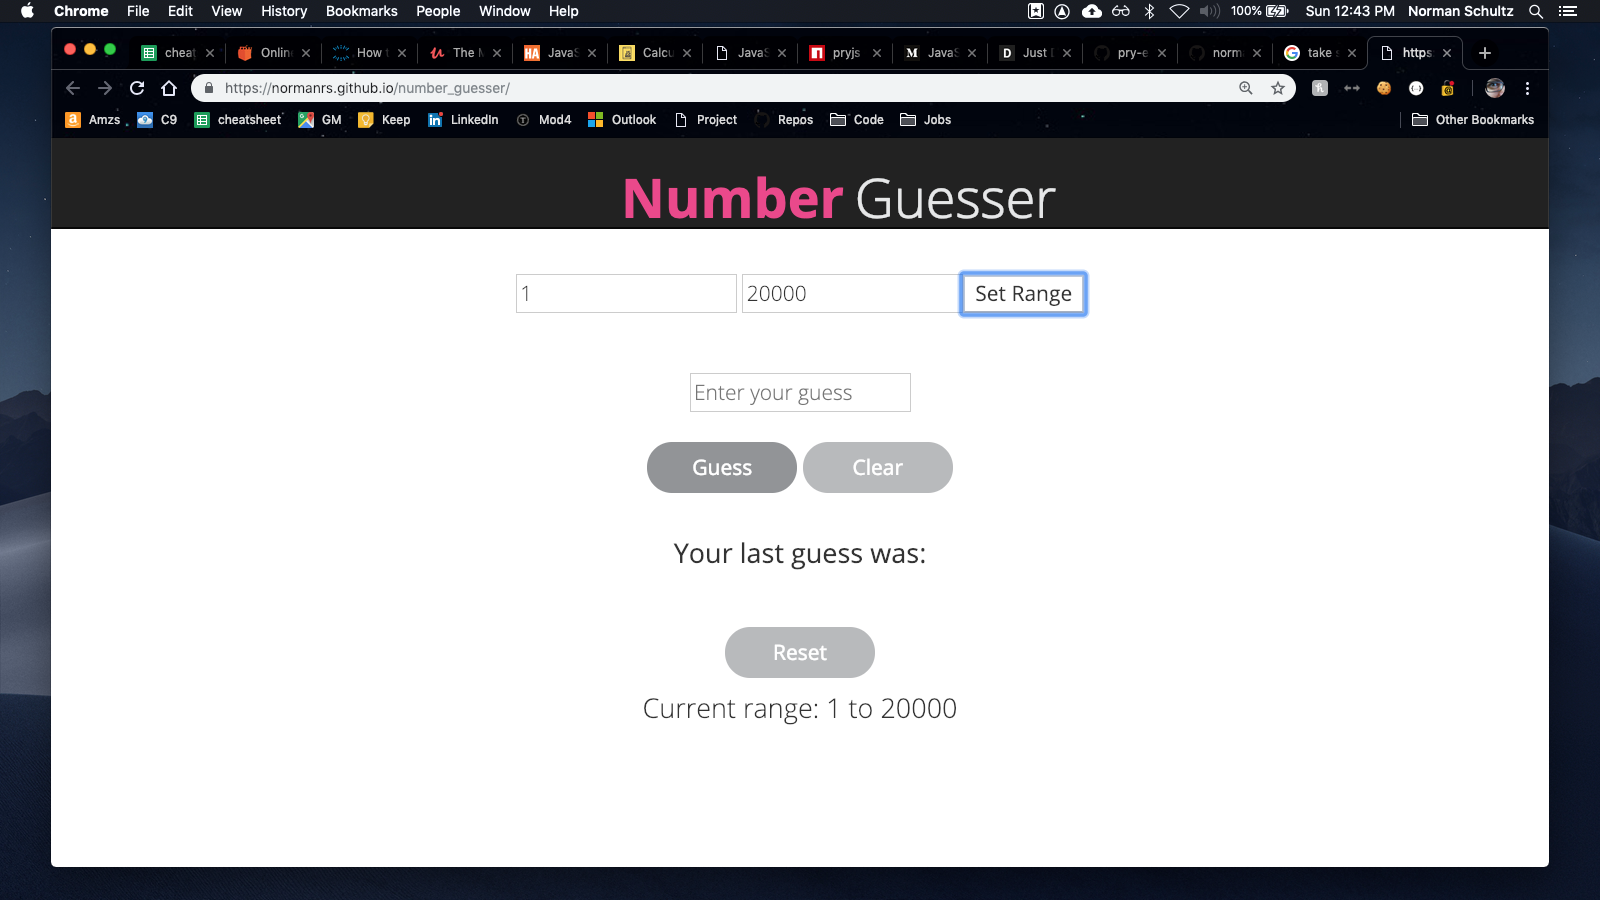 Chrome File Edit View History Bookmarks People Window Help 100% Sun 12:43 PM Norman Schultz
cheat Onlin How t The M HA JavaS Calcu JavaS pryjs M JavaS D Just pry-e norm take s https
https://normanrs.github.io/number_guesser/
Amzs C9 cheatsheet GM Keep LinkedIn Mod4 Outlook Project Repos Code Jobs Other Bookmarks
Number Guesser
1 20000 Set Range
Enter your guess
Guess Clear
Your last guess was:
Reset
Current range: 1 to 20000